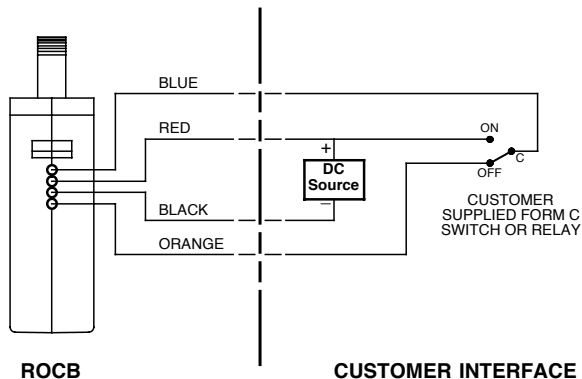 BLUE
RED
ON
+
C
DC
Source
OFF
–
BLACK
CUSTOMER
SUPPLIED FORM C
SWITCH OR RELAY
ORANGE
ROCB
CUSTOMER INTERFACE